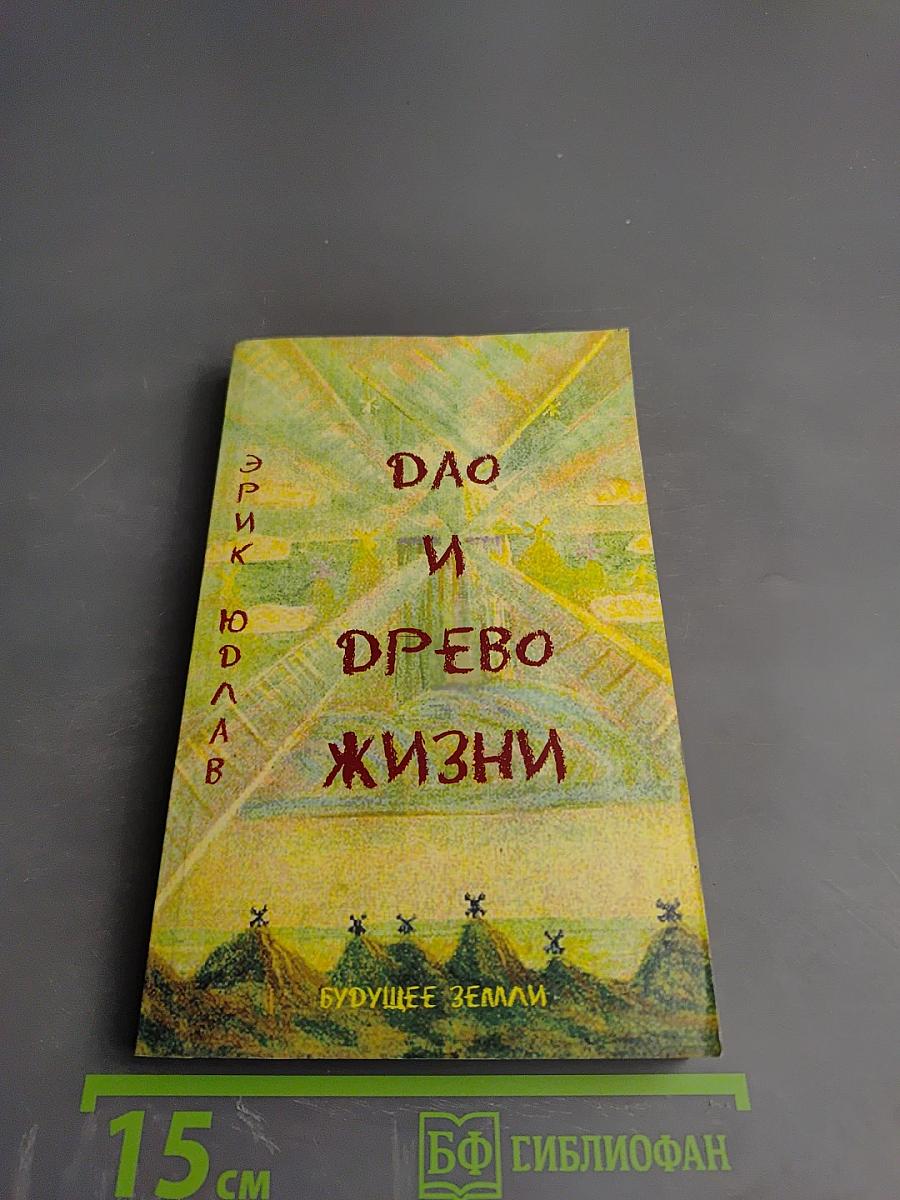 ЭРИК ЮДЛАВ
ДАО
И
ДРЕВО
ЖИЗНИ
БУДУЩЕЕ ЗЕМЛИ
15 см
БФ БИБЛИОФАН